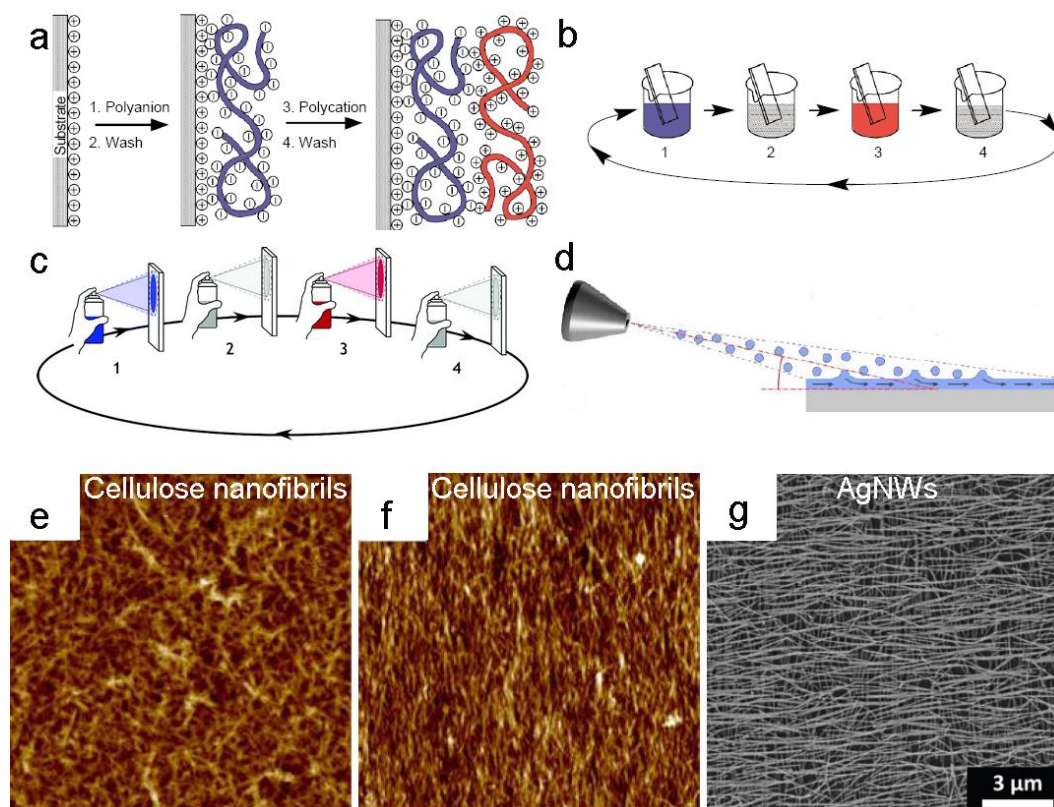 a
Substrate
1. Polyanion
2. Wash
3. Polycation
4. Wash
b
1
2
3
4
c
1
2
3
4
d
e
Cellulose nanofibrils
f
Cellulose nanofibrils
g
AgNWs
3 μm